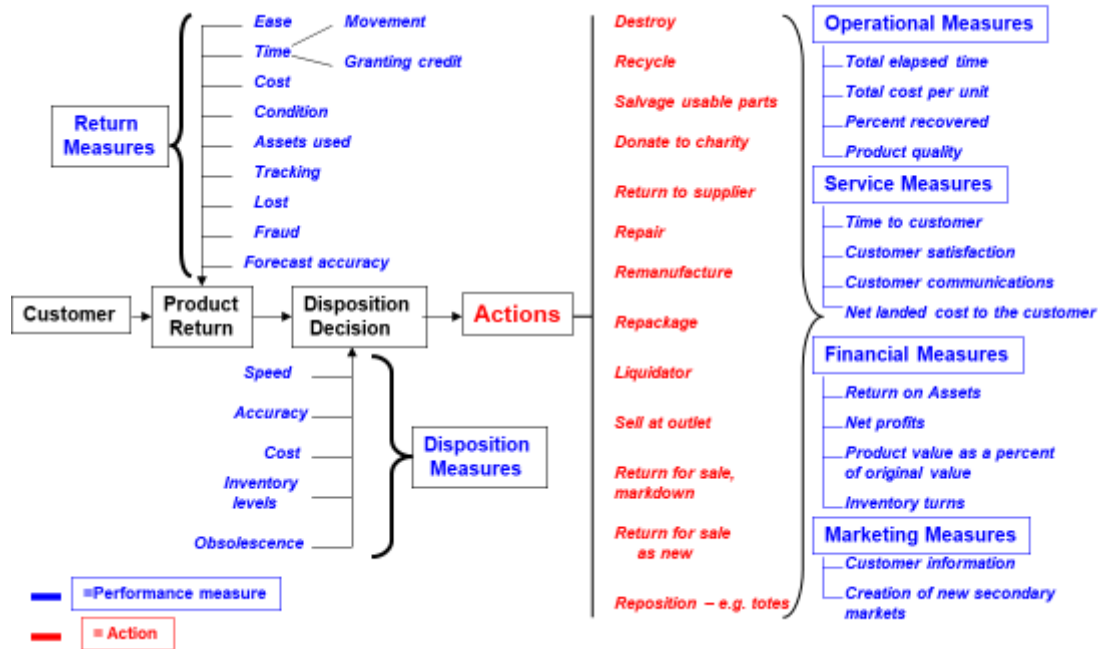 Ease
Movement
Time
Granting credit
Cost
Condition
Assets used
Tracking
Lost
Fraud
Forecast accuracy
Return
Measures
Customer
Product
Return
Disposition
Decision
Actions
Speed
Accuracy
Cost
Inventory
levels
Obsolescence
Disposition
Measures
=Performance measure
= Action
Destroy
Recycle
Salvage usable parts
Donate to charity
Return to supplier
Repair
Remanufacture
Repackage
Liquidator
Sell at outlet
Return for sale,
markdown
Return for sale
as new
Reposition – e.g. totes
Operational Measures
Total elapsed time
Total cost per unit
Percent recovered
Product quality
Service Measures
Time to customer
Customer satisfaction
Customer communications
Net landed cost to the customer
Financial Measures
Return on Assets
Net profits
Product value as a percent
of original value
Inventory turns
Marketing Measures
Customer information
Creation of new secondary
markets